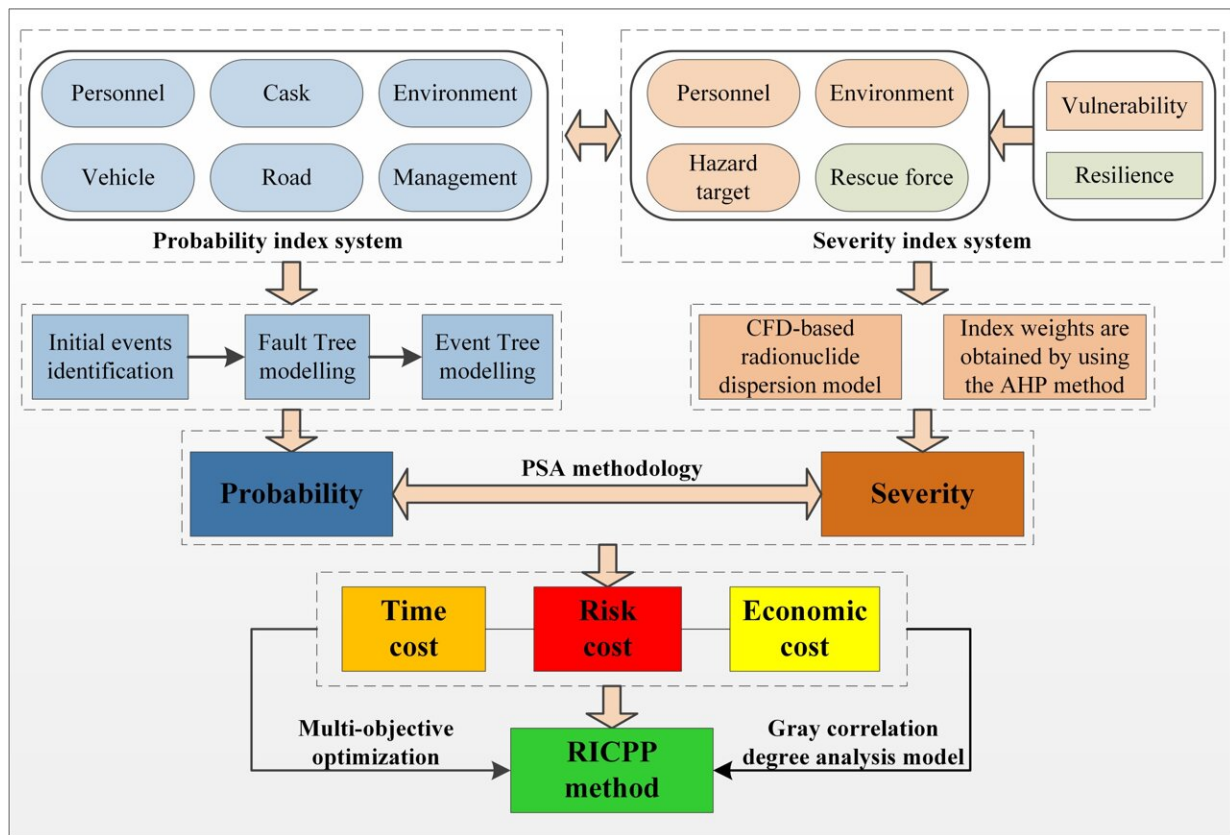 Personnel
Cask
Environment
Vehicle
Road
Management
Probability index system
Personnel
Environment
Hazard
target
Rescue force
Vulnerability
Resilience
Severity index system
Initial events
identification
Fault Tree
modelling
Event Tree
modelling
CFD-based
radionuclide
dispersion model
Index weights are
obtained by using
the AHP method
Probability
PSA methodology
Severity
Time
cost
Risk
cost
Economic
cost
Multi-objective
optimization
RICPP
method
Gray correlation
degree analysis model